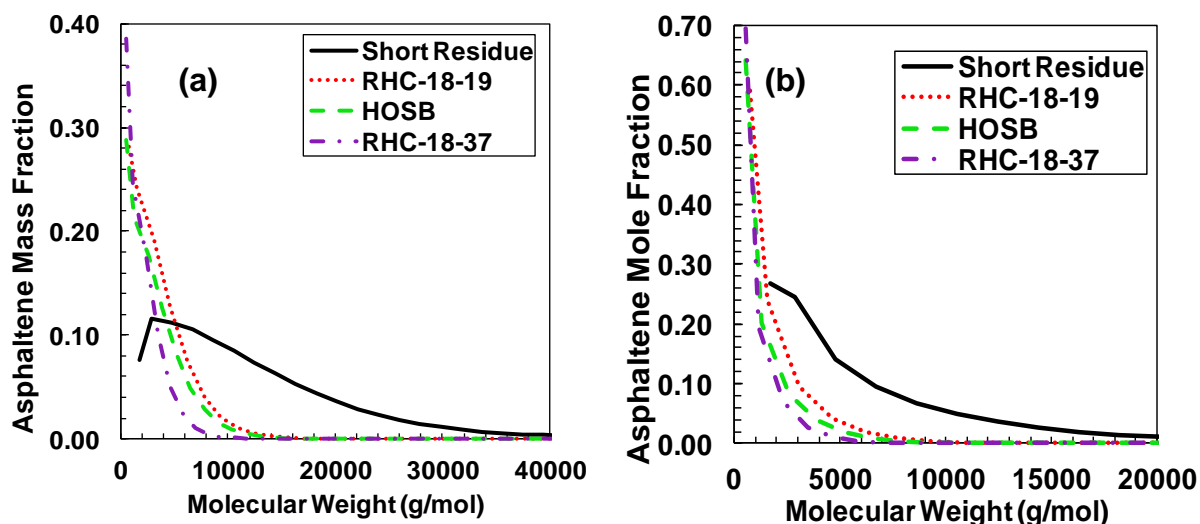 (a)
Asphaltene Mass Fraction
0.40
0.30
0.20
0.10
0.00
Short Residue
RHC-18-19
HOSB
RHC-18-37
0
10000
20000
30000
40000
Molecular Weight (g/mol)
(b)
Asphaltene Mole Fraction
0.70
0.60
0.50
0.40
0.30
0.20
0.10
0.00
Short Residue
RHC-18-19
HOSB
RHC-18-37
0
5000
10000
15000
20000
Molecular Weight (g/mol)